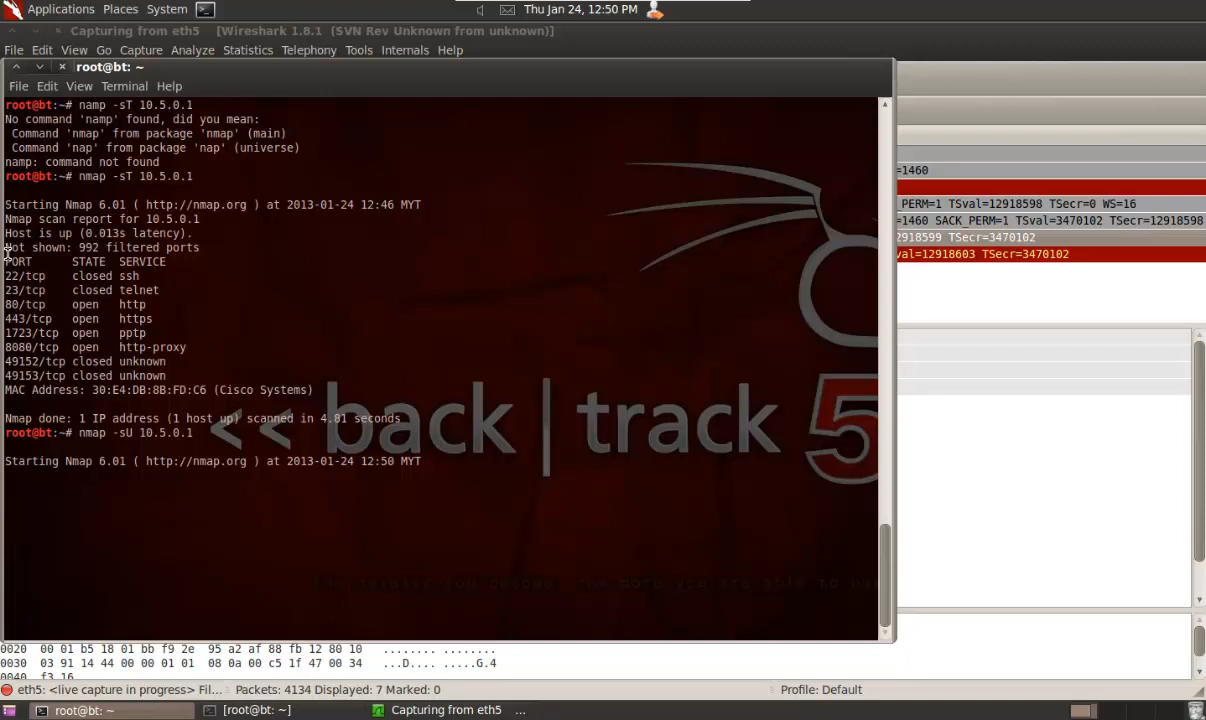 Applications Places System
Thu Jan 24, 12:50 PM
Capturing from eth5 [Wireshark 1.8.1 (SVN Rev Unknown from unknown)]
File Edit View Go Capture Analyze Statistics Telephony Tools Internals Help
root@bt: ~
File Edit View Terminal Help
root@bt:~# namp -sT 10.5.0.1
No command 'namp' found, did you mean:
Command 'nmap' from package 'nmap' (main)
Command 'nap' from package 'nap' (universe)
namp: command not found
root@bt:~# nmap -sT 10.5.0.1
Starting Nmap 6.01 ( http://nmap.org ) at 2013-01-24 12:46 MYT
Nmap scan report for 10.5.0.1
Host is up (0.013s latency).
Not shown: 992 filtered ports
PORT STATE SERVICE
22/tcp closed ssh
23/tcp closed telnet
80/tcp open http
443/tcp open https
1723/tcp open pptp
8080/tcp open http-proxy
49152/tcp closed unknown
49153/tcp closed unknown
MAC Address: 30:E4:DB:8B:FD:C6 (Cisco Systems)
Nmap done: 1 IP address (1 host up) scanned in 4.81 seconds
root@bt:~# nmap -sU 10.5.0.1
Starting Nmap 6.01 ( http://nmap.org ) at 2013-01-24 12:50 MYT
<< back | track 5
=1460
_PERM=1 TSval=12918598 TSecr=0 WS=16
=1460 SACK_PERM=1 TSval=3470102 TSecr=12918598
2918599 TSecr=3470102
val=12918603 TSecr=3470102
0020 00 01 b5 18 01 bb f9 2e 95 a2 af 88 fb 12 80 10 ........ ........
0030 03 91 14 44 00 00 01 01 08 0a 00 c5 1f 47 00 34 ...D.... .....G.4
0040 f3 16
eth5: <live capture in progress> Fil... Packets: 4134 Displayed: 7 Marked: 0 Profile: Default
root@bt: ~ [root@bt: ~] Capturing from eth5 ...